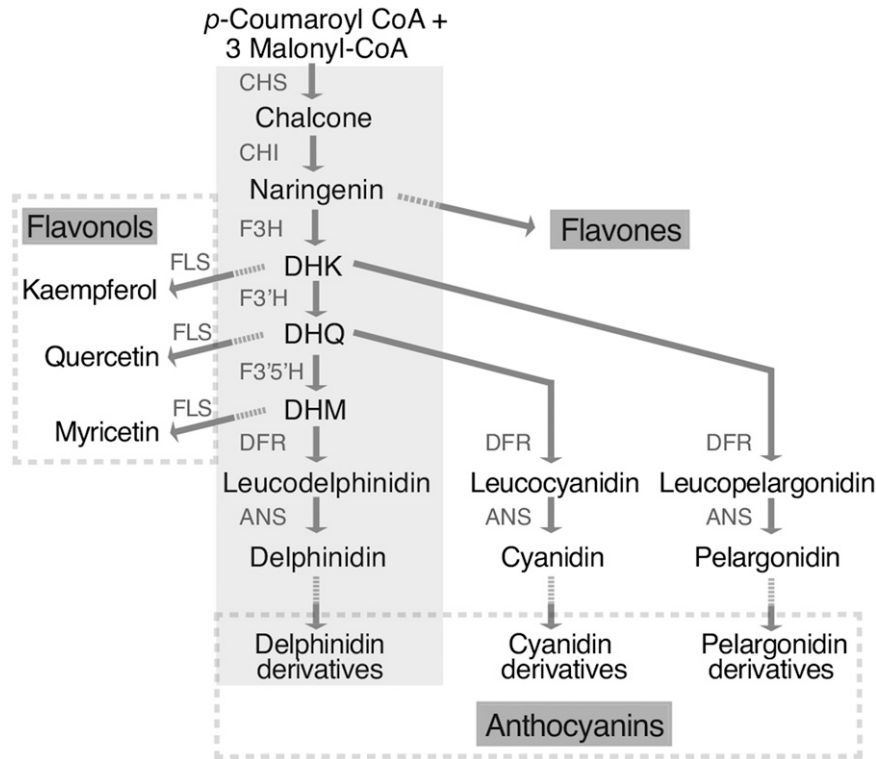 p-Coumaroyl CoA +
3 Malonyl-CoA
CHS
Chalcone
CHI
Naringenin
F3H
Flavonols
Flavones
FLS
DHK
Kaempferol
F3'H
FLS
DHQ
Quercetin
F3'5'H
FLS
DHM
Myricetin
DFR
DFR
DFR
Leucodelphinidin
Leucocyanidin
Leucopelargonidin
ANS
ANS
ANS
Delphinidin
Cyanidin
Pelargonidin
Delphinidin
derivatives
Cyanidin
derivatives
Pelargonidin
derivatives
Anthocyanins